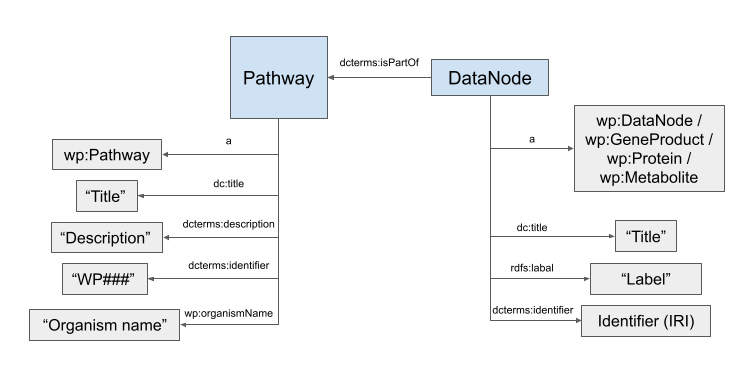 dcterms:isPartOf
Pathway
DataNode
a
wp:Pathway
dc:title
“Title”
dcterms:description
“Description”
dcterms:identifier
“WP###”
wp:organismName
“Organism name”
a
wp:DataNode /
wp:GeneProduct /
wp:Protein /
wp:Metabolite
dc:title
“Title”
rdfs:labal
“Label”
dcterms:identifier
Identifier (IRI)